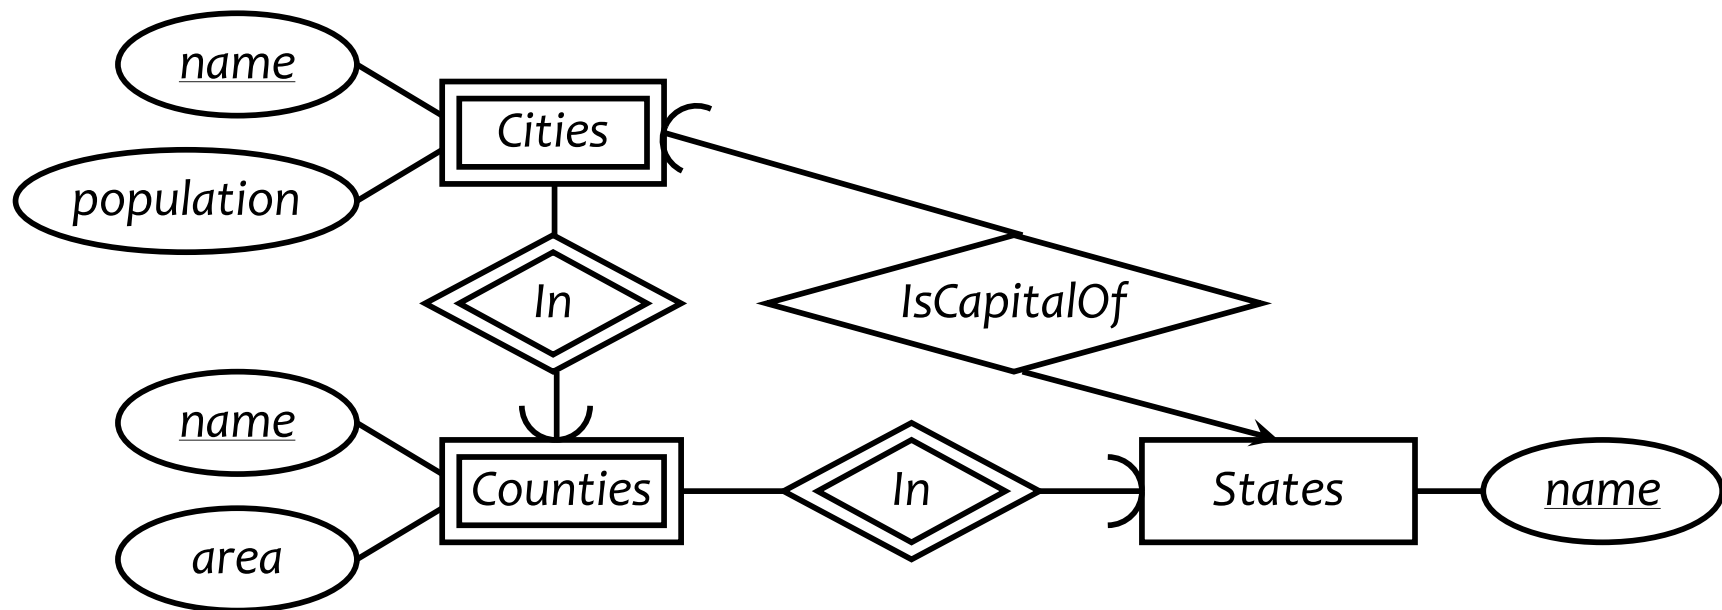 name
Cities
population
In
IsCapitalOf
name
Counties
In
States
name
area